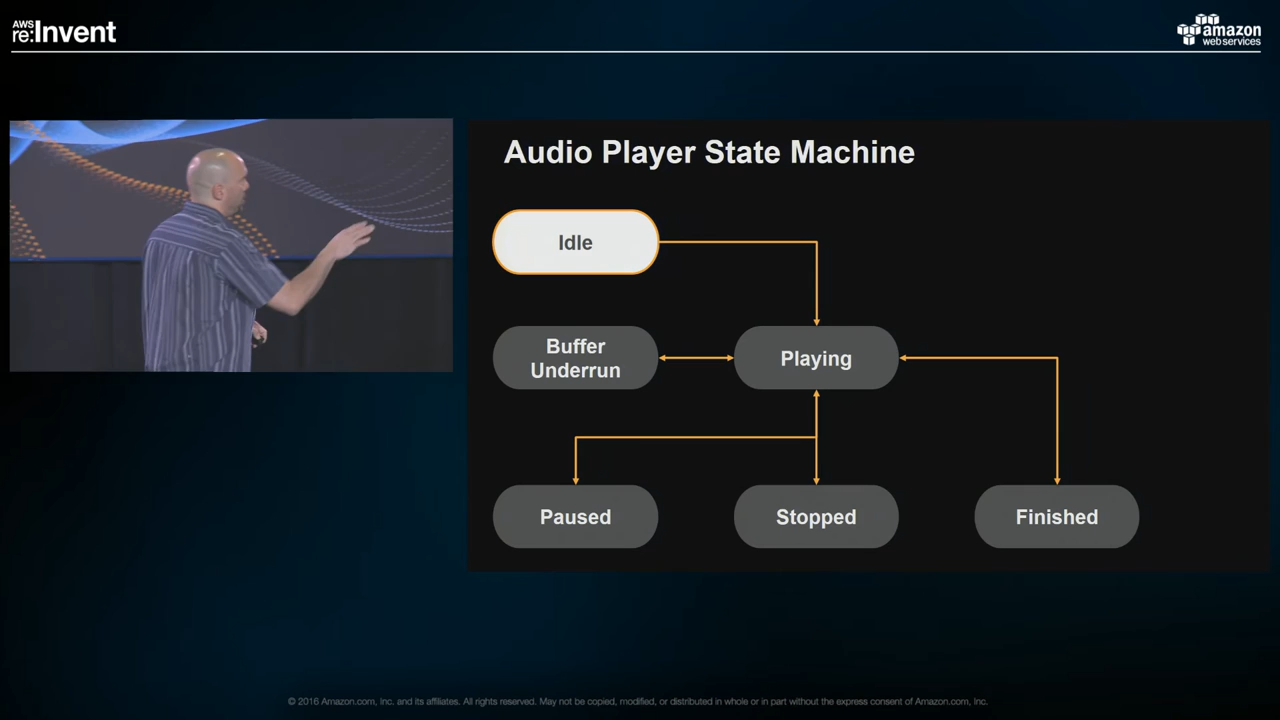 AWS
re:Invent
amazon
web services
Audio Player State Machine
Idle
Buffer
Underrun
Playing
Paused
Stopped
Finished
© 2016 Amazon.com, Inc. and its affiliates. All rights reserved. May not be copied, modified, or distributed in whole or in part without the express consent of Amazon.com, Inc.